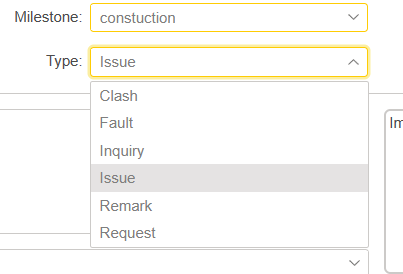 Milestone: constuction
Type: Issue
Clash
Fault
Inquiry
Issue
Remark
Request